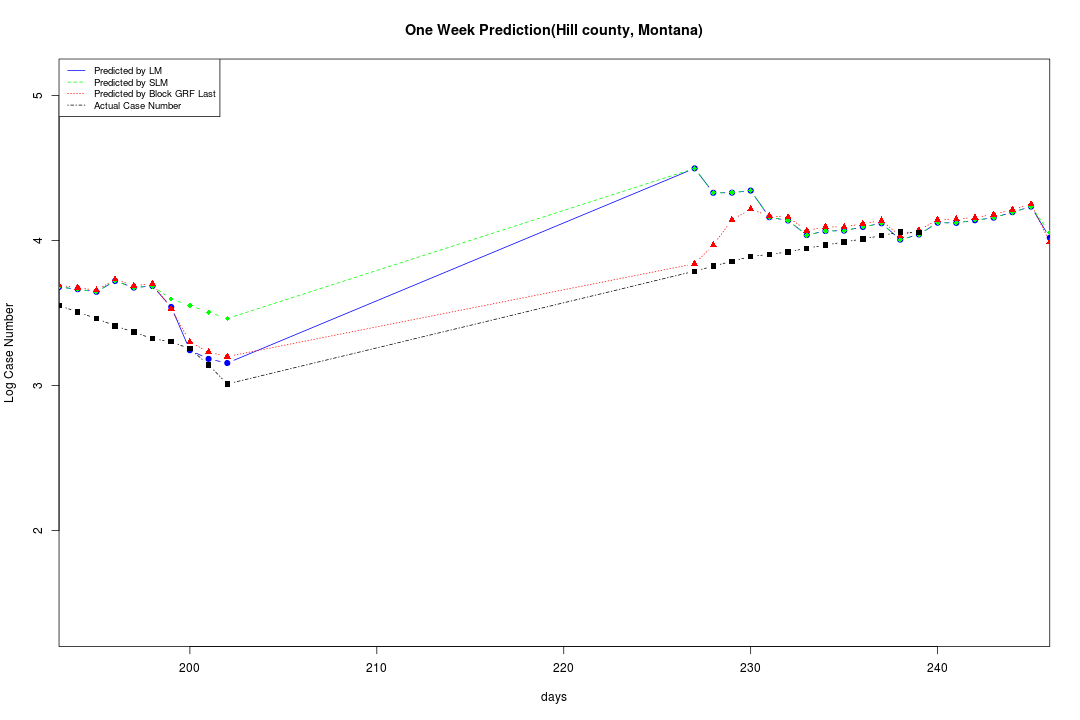 One Week Prediction(Hill county, Montana)
Predicted by LM
Predicted by SLM
Predicted by Block GRF Last
Actual Case Number
5
4
3
2
Log Case Number
200 210 220 230 240
days